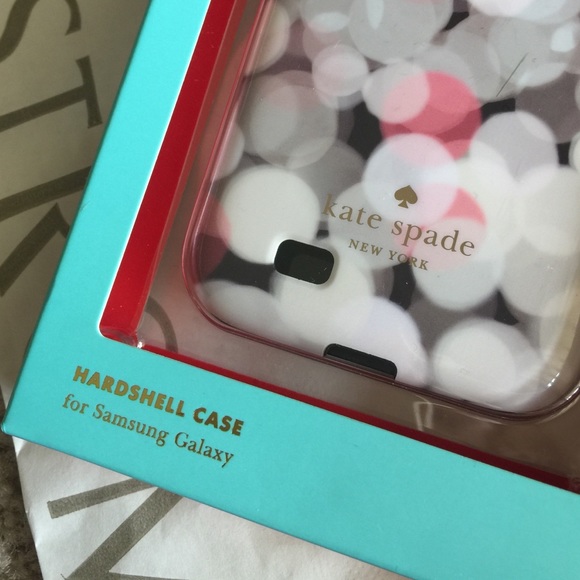 kate spade
NEW YORK
HARDSHELL CASE
for Samsung Galaxy